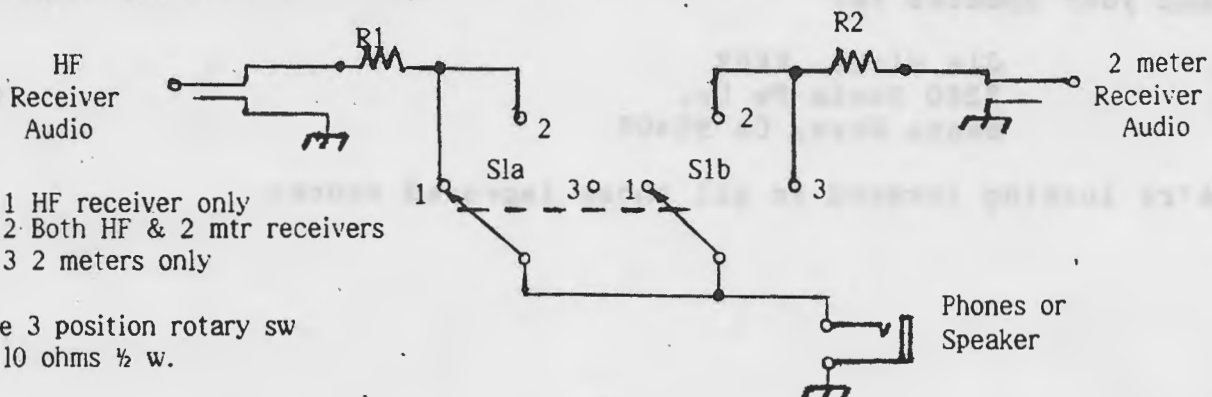 R1
R2
HF
Receiver
Audio
2 meter
Receiver
Audio
2
2
S1a
S1b
1
3
1
3
1 HF receiver only
2 Both HF & 2 mtr receivers
3 2 meters only
Phones or
Speaker
e 3 position rotary sw
10 ohms ½ w.